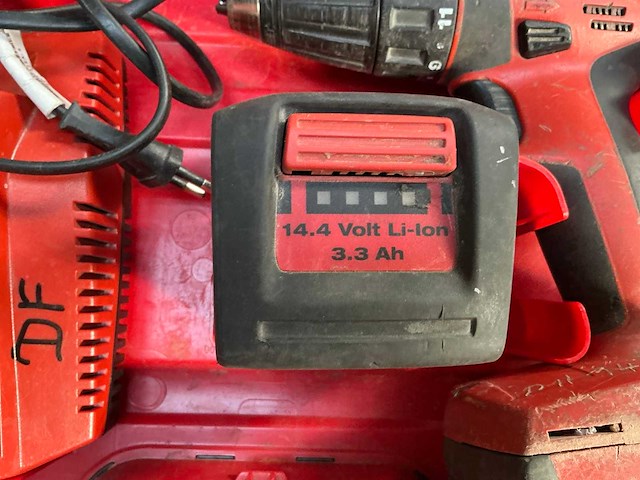 14.4 Volt Li-Ion
3.3 Ah
DF